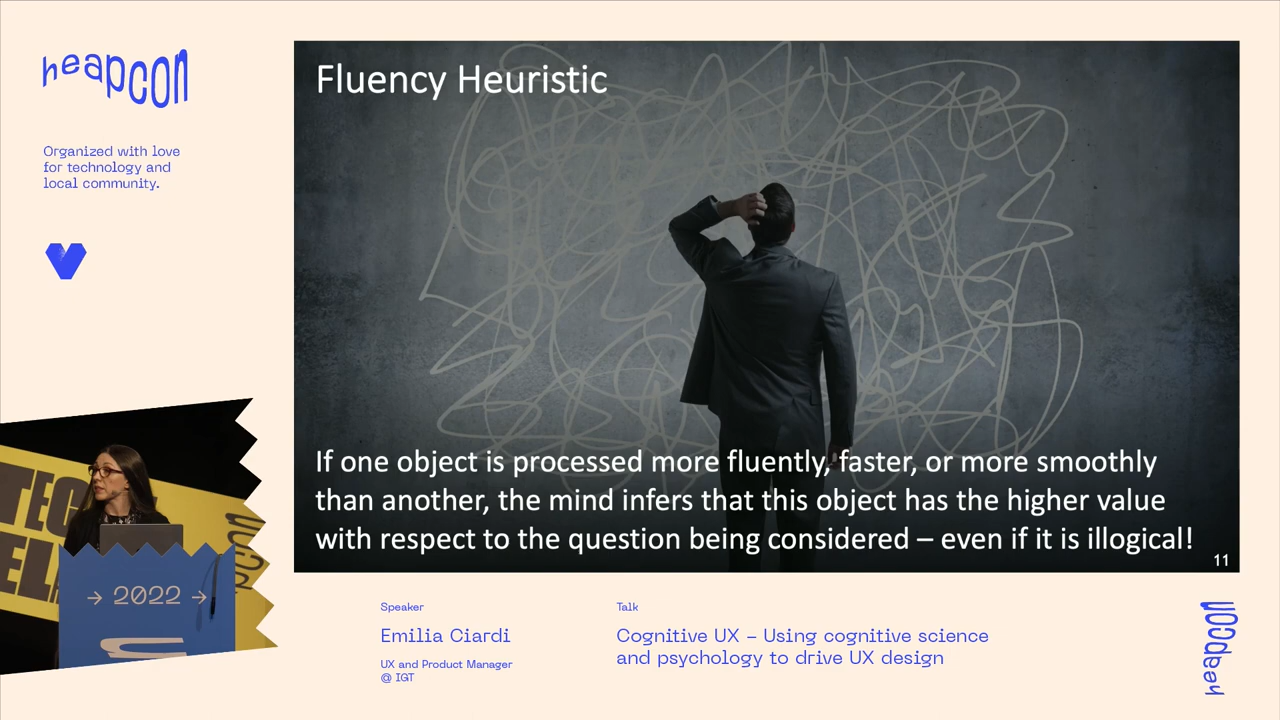 heapcon
Organized with love
for technology and
local community.
Fluency Heuristic
If one object is processed more fluently, faster, or more smoothly
than another, the mind infers that this object has the higher value
with respect to the question being considered – even if it is illogical!
11
→ 2022 →
Speaker
Emilia Ciardi
UX and Product Manager
@ IGT
Talk
Cognitive UX – Using cognitive science
and psychology to drive UX design
heapcon